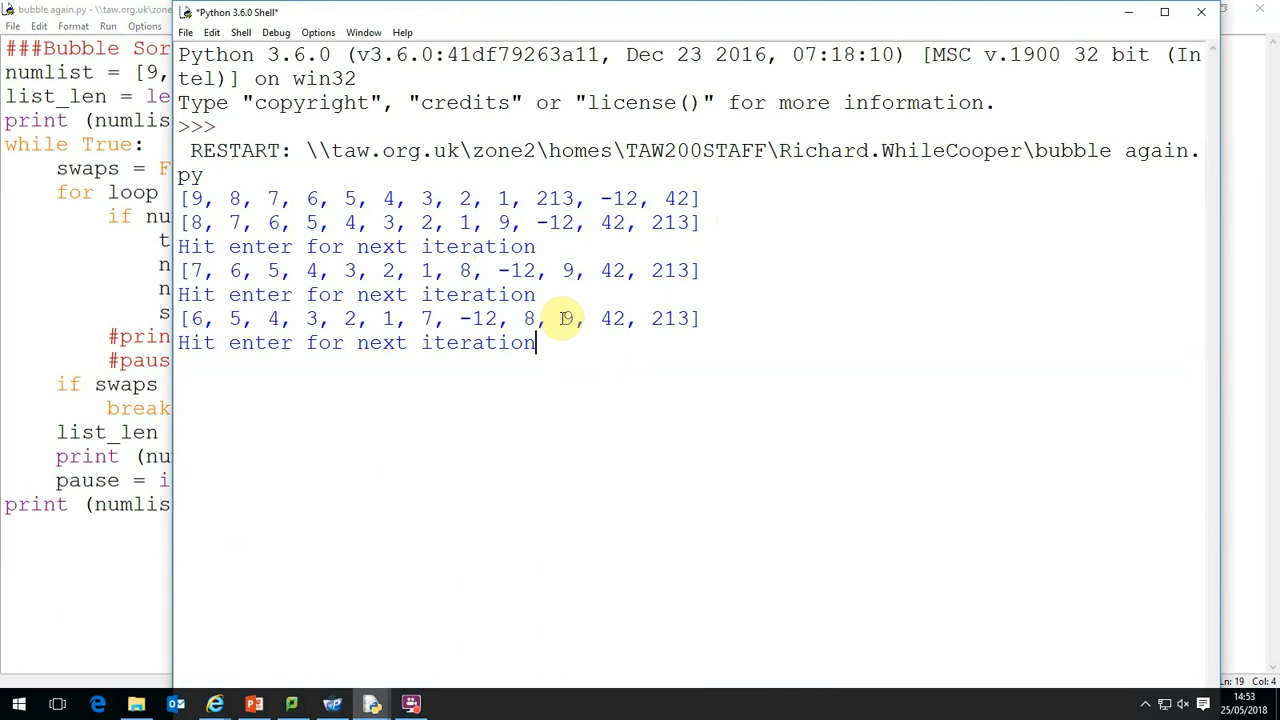 bubble again.py - \\taw.org.uk\zone
File Edit Format Run Options
###Bubble Sor
numlist = [9,
list_len = le
print (numlis
while True:
swaps = F
for loop
if nu
t
n
n
s
#prin
#paus
if swaps
break
list_len
print (nu
pause = i
print (numlis
*Python 3.6.0 Shell*
File Edit Shell Debug Options Window Help
Python 3.6.0 (v3.6.0:41df79263a11, Dec 23 2016, 07:18:10) [MSC v.1900 32 bit (In
tel)] on win32
Type "copyright", "credits" or "license()" for more information.
>>>
RESTART: \\taw.org.uk\zone2\homes\TAW200STAFF\Richard.WhileCooper\bubble again.
py
[9, 8, 7, 6, 5, 4, 3, 2, 1, 213, -12, 42]
[8, 7, 6, 5, 4, 3, 2, 1, 9, -12, 42, 213]
Hit enter for next iteration
[7, 6, 5, 4, 3, 2, 1, 8, -12, 9, 42, 213]
Hit enter for next iteration
[6, 5, 4, 3, 2, 1, 7, -12, 8, 9, 42, 213]
Hit enter for next iteration
Ln: 19 Col: 4
14:53
25/05/2018